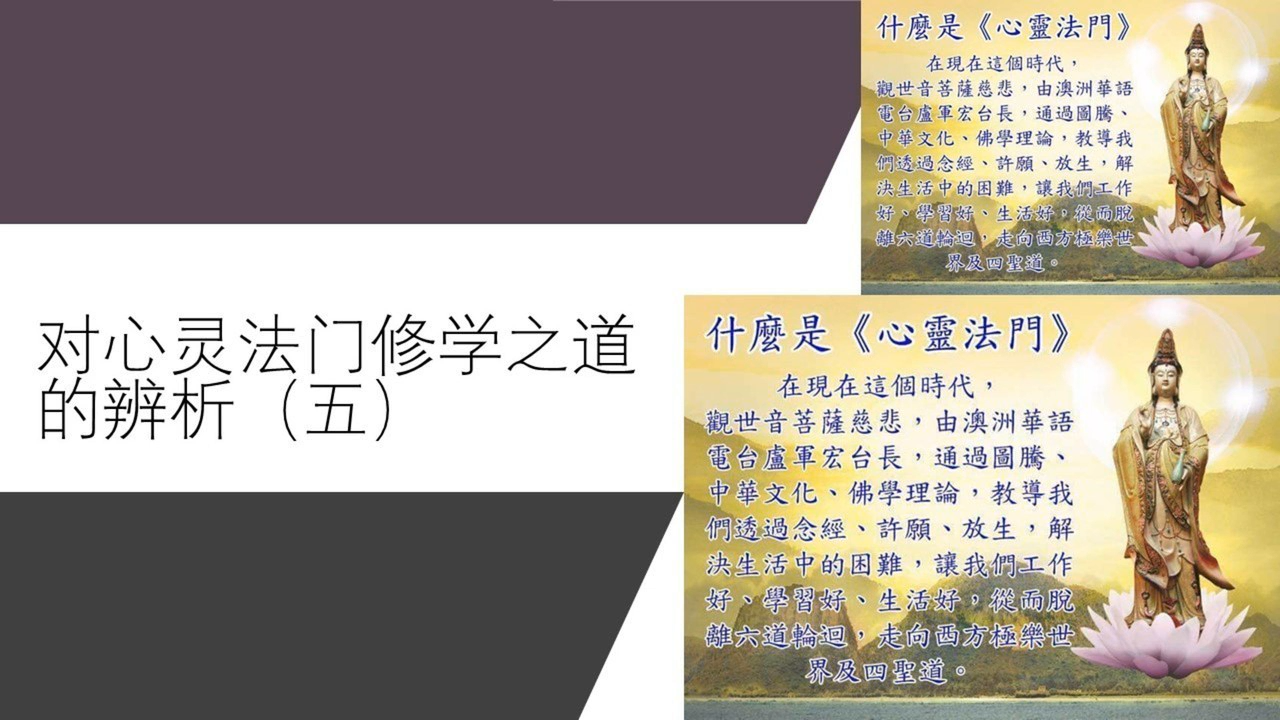 什麼是《心靈法門》
在現在這個時代，
觀世音菩薩慈悲，由澳洲華語
電台盧軍宏台長，通過圖騰、
中華文化、佛學理論，教導我
們透過念經、許願、放生，解
決生活中的困難，讓我們工作
好、學習好、生活好，從而脫
離六道輪迴，走向西方極樂世
界及四聖道。
对心灵法门修学之道
的辨析（五）
什麼是《心靈法門》
在現在這個時代，
觀世音菩薩慈悲，由澳洲華語
電台盧軍宏台長，通過圖騰、
中華文化、佛學理論，教導我
們透過念經、許願、放生，解
決生活中的困難，讓我們工作
好、學習好、生活好，從而脫
離六道輪迴，走向西方極樂世
界及四聖道。